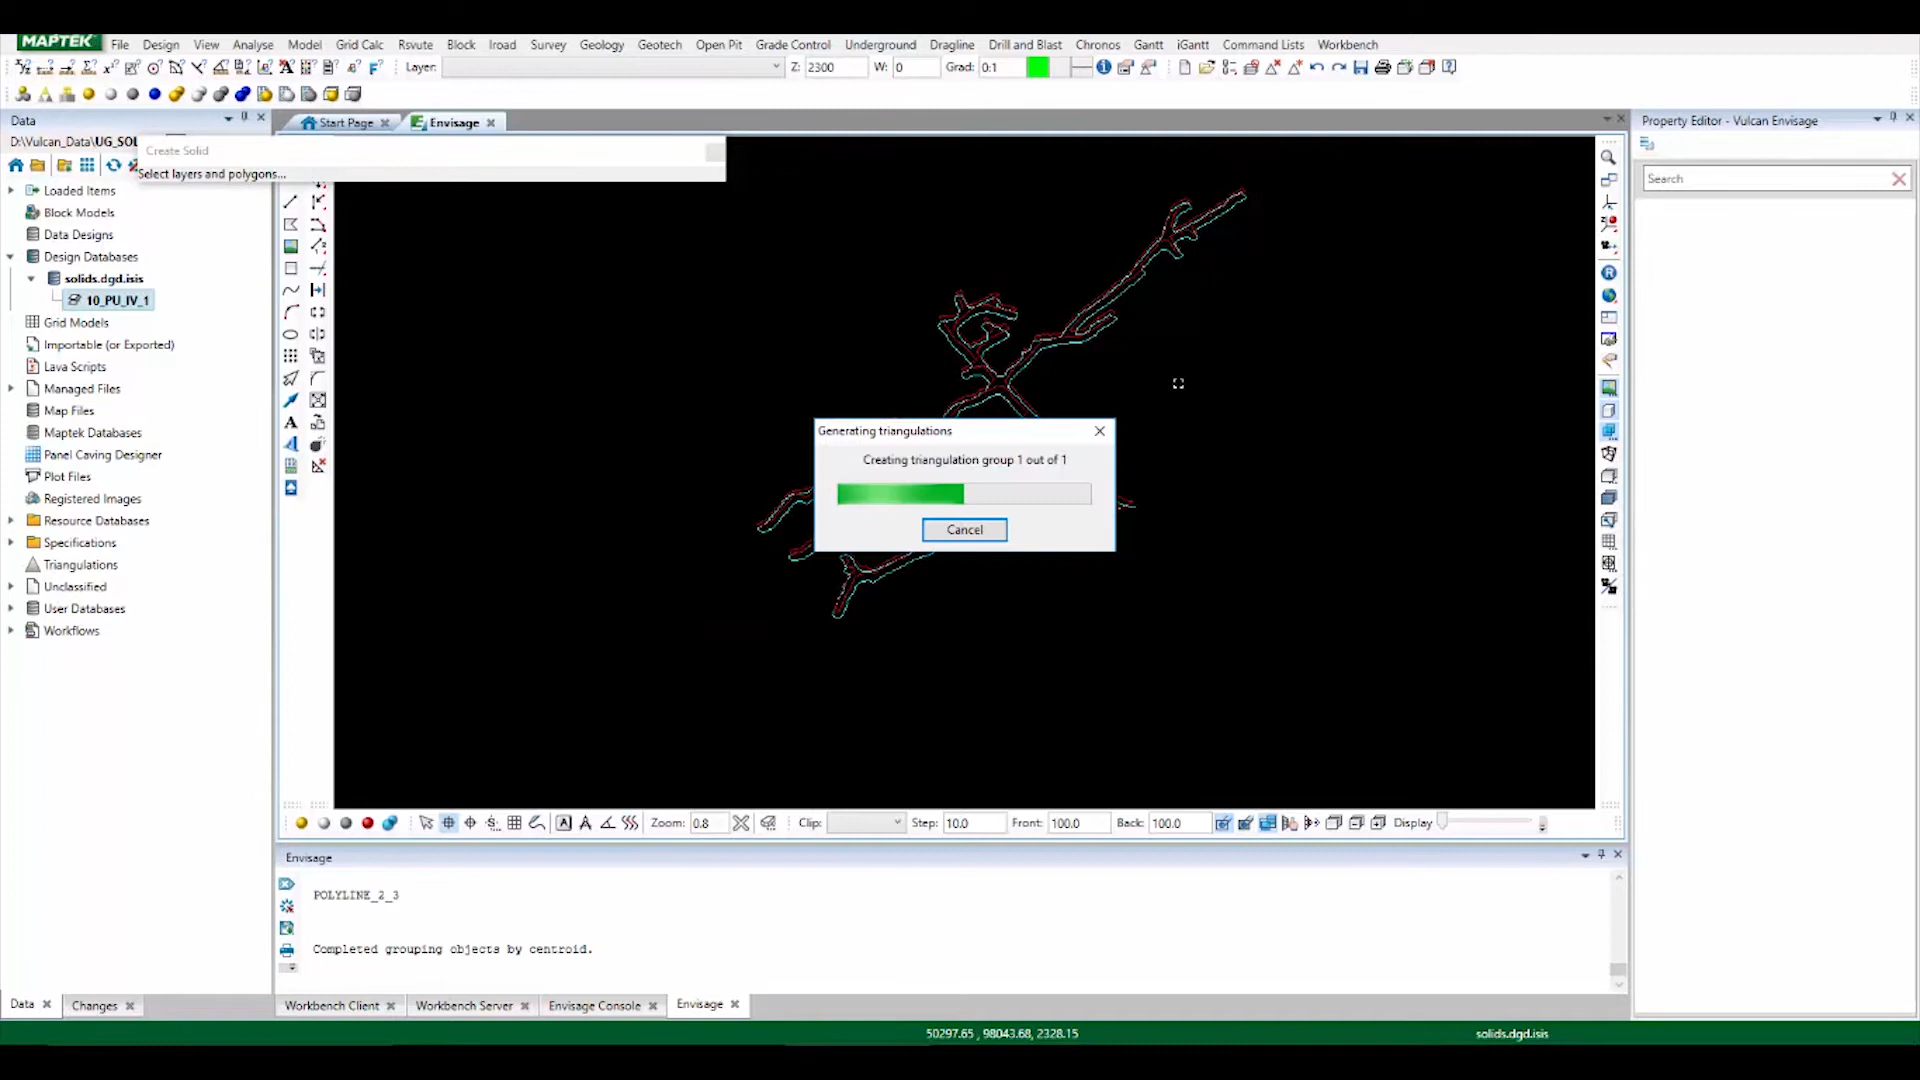 MAPTEK File Design View Analyse Model Grid Calc Rsvute Block Iroad Survey Geology Geotech Open Pit Grade Control Underground Dragline Drill and Blast Chronos Gantt iGantt Command Lists Workbench
Layer: Z: 2300 W: 0 Grad: 0:1
Data
Start Page
Envisage
Property Editor - Vulcan Envisage
D:\Vulcan_Data\UG_SOL
Create Solid
Select layers and polygons...
Search
Loaded Items
Block Models
Data Designs
Design Databases
solids.dgd.isis
10_PU_IV_1
Grid Models
Importable (or Exported)
Lava Scripts
Managed Files
Map Files
Maptek Databases
Panel Caving Designer
Plot Files
Registered Images
Resource Databases
Specifications
Triangulations
Unclassified
User Databases
Workflows
Generating triangulations
Creating triangulation group 1 out of 1
Cancel
Zoom: 0.8 Clip: Step: 10.0 Front: 100.0 Back: 100.0 Display
Envisage
POLYLINE_2_3
Completed grouping objects by centroid.
Data Changes Workbench Client Workbench Server Envisage Console Envisage
50297.65 , 98043.68, 2328.15
solids.dgd.isis